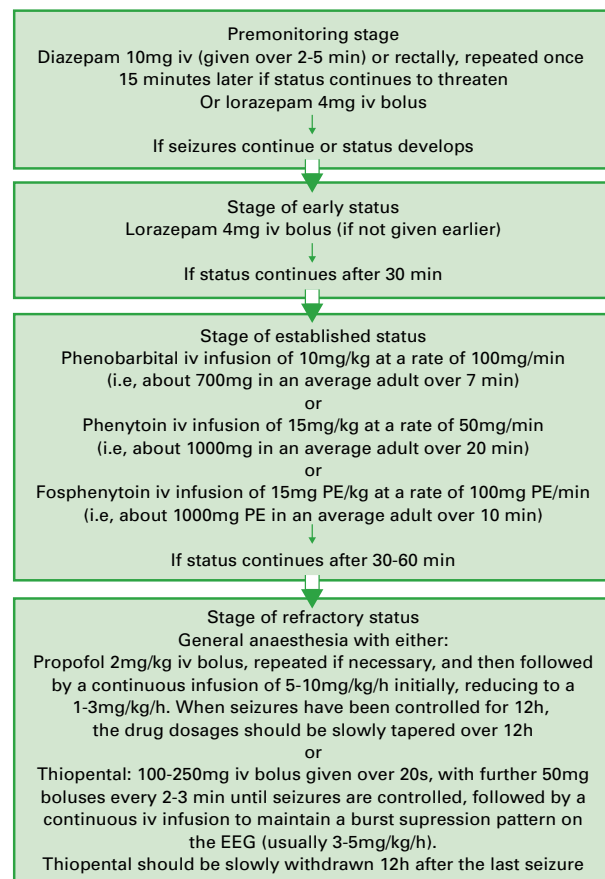 Premonitoring stage
Diazepam 10mg iv (given over 2-5 min) or rectally, repeated once
15 minutes later if status continues to threaten
Or lorazepam 4mg iv bolus
If seizures continue or status develops
Stage of early status
Lorazepam 4mg iv bolus (if not given earlier)
If status continues after 30 min
Stage of established status
Phenobarbital iv infusion of 10mg/kg at a rate of 100mg/min
(i.e, about 700mg in an average adult over 7 min)
or
Phenytoin iv infusion of 15mg/kg at a rate of 50mg/min
(i.e, about 1000mg in an average adult over 20 min)
or
Fosphenytoin iv infusion of 15mg PE/kg at a rate of 100mg PE/min
(i.e, about 1000mg PE in an average adult over 10 min)
If status continues after 30-60 min
Stage of refractory status
General anaesthesia with either:
Propofol 2mg/kg iv bolus, repeated if necessary, and then followed
by a continuous infusion of 5-10mg/kg/h initially, reducing to a
1-3mg/kg/h. When seizures have been controlled for 12h,
the drug dosages should be slowly tapered over 12h
or
Thiopental: 100-250mg iv bolus given over 20s, with further 50mg
boluses every 2-3 min until seizures are controlled, followed by a
continuous iv infusion to maintain a burst supression pattern on
the EEG (usually 3-5mg/kg/h).
Thiopental should be slowly withdrawn 12h after the last seizure